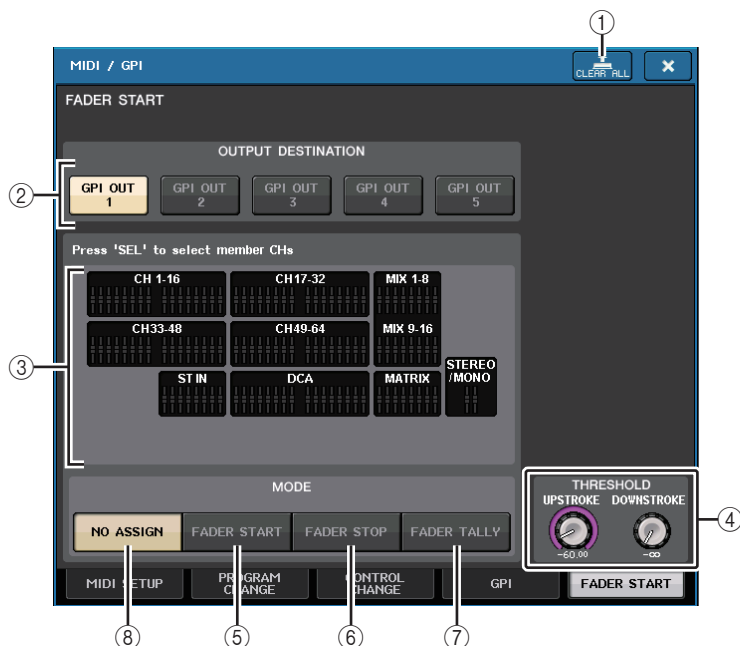 ①
MIDI / GPI
CLEAR ALL
×
FADER START
OUTPUT DESTINATION
②
GPI OUT 1
GPI OUT 2
GPI OUT 3
GPI OUT 4
GPI OUT 5
Press 'SEL' to select member CHs
③
CH 1-16
CH17-32
MIX 1-8
CH33-48
CH49-64
MIX 9-16
ST IN
DCA
MATRIX
STEREO
/MONO
MODE
NO ASSIGN
FADER START
FADER STOP
FADER TALLY
THRESHOLD
UPSTROKE
DOWNSTROKE
-60.00
-∞
④
MIDI SETUP
PROGRAM
CHANGE
CONTROL
CHANGE
GPI
FADER START
⑧
⑤
⑥
⑦